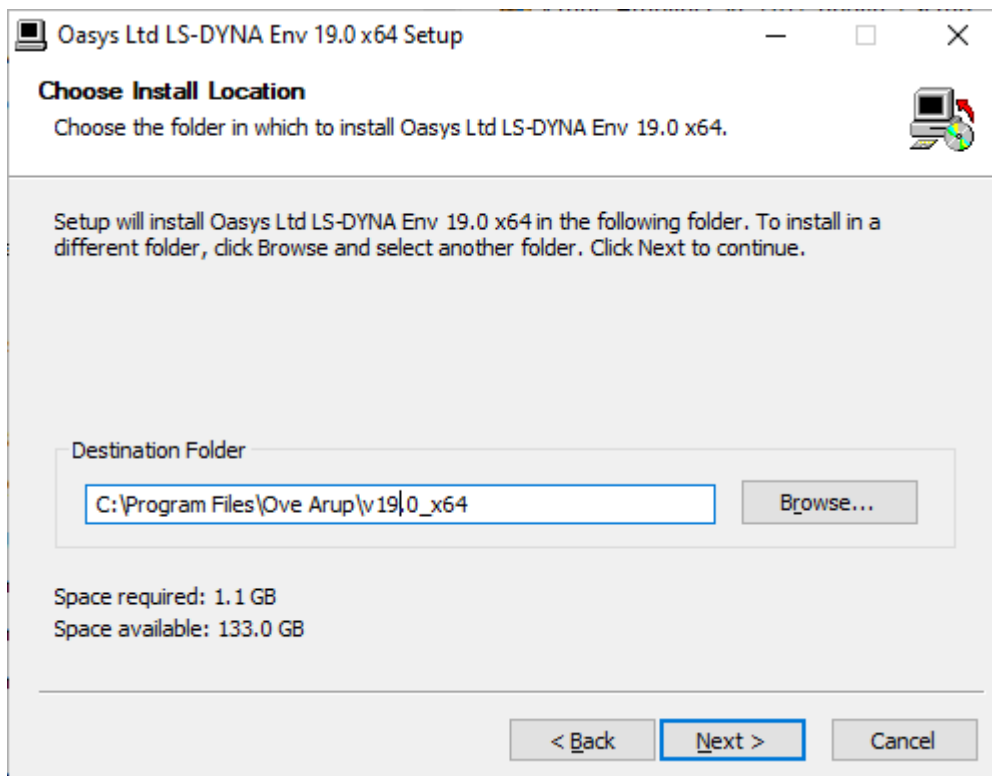 Oasys Ltd LS-DYNA Env 19.0 x64 Setup
Choose Install Location
Choose the folder in which to install Oasys Ltd LS-DYNA Env 19.0 x64.
Setup will install Oasys Ltd LS-DYNA Env 19.0 x64 in the following folder. To install in a
different folder, click Browse and select another folder. Click Next to continue.
Destination Folder
C:\Program Files\Ove Arup\v19.0_x64
Browse...
Space required: 1.1 GB
Space available: 133.0 GB
< Back
Next >
Cancel